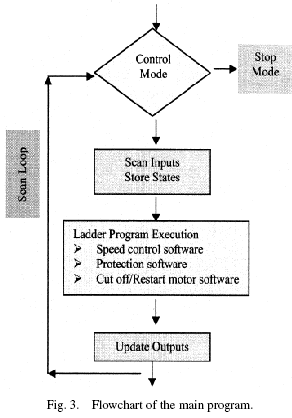 Control
Mode
Stop
Mode
Scan Loop
Scan Inputs
Store States
Ladder Program Execution
➢ Speed control software
➢ Protection software
➢ Cut off/Restart motor software
Update Outputs
Fig. 3. Flowchart of the main program.